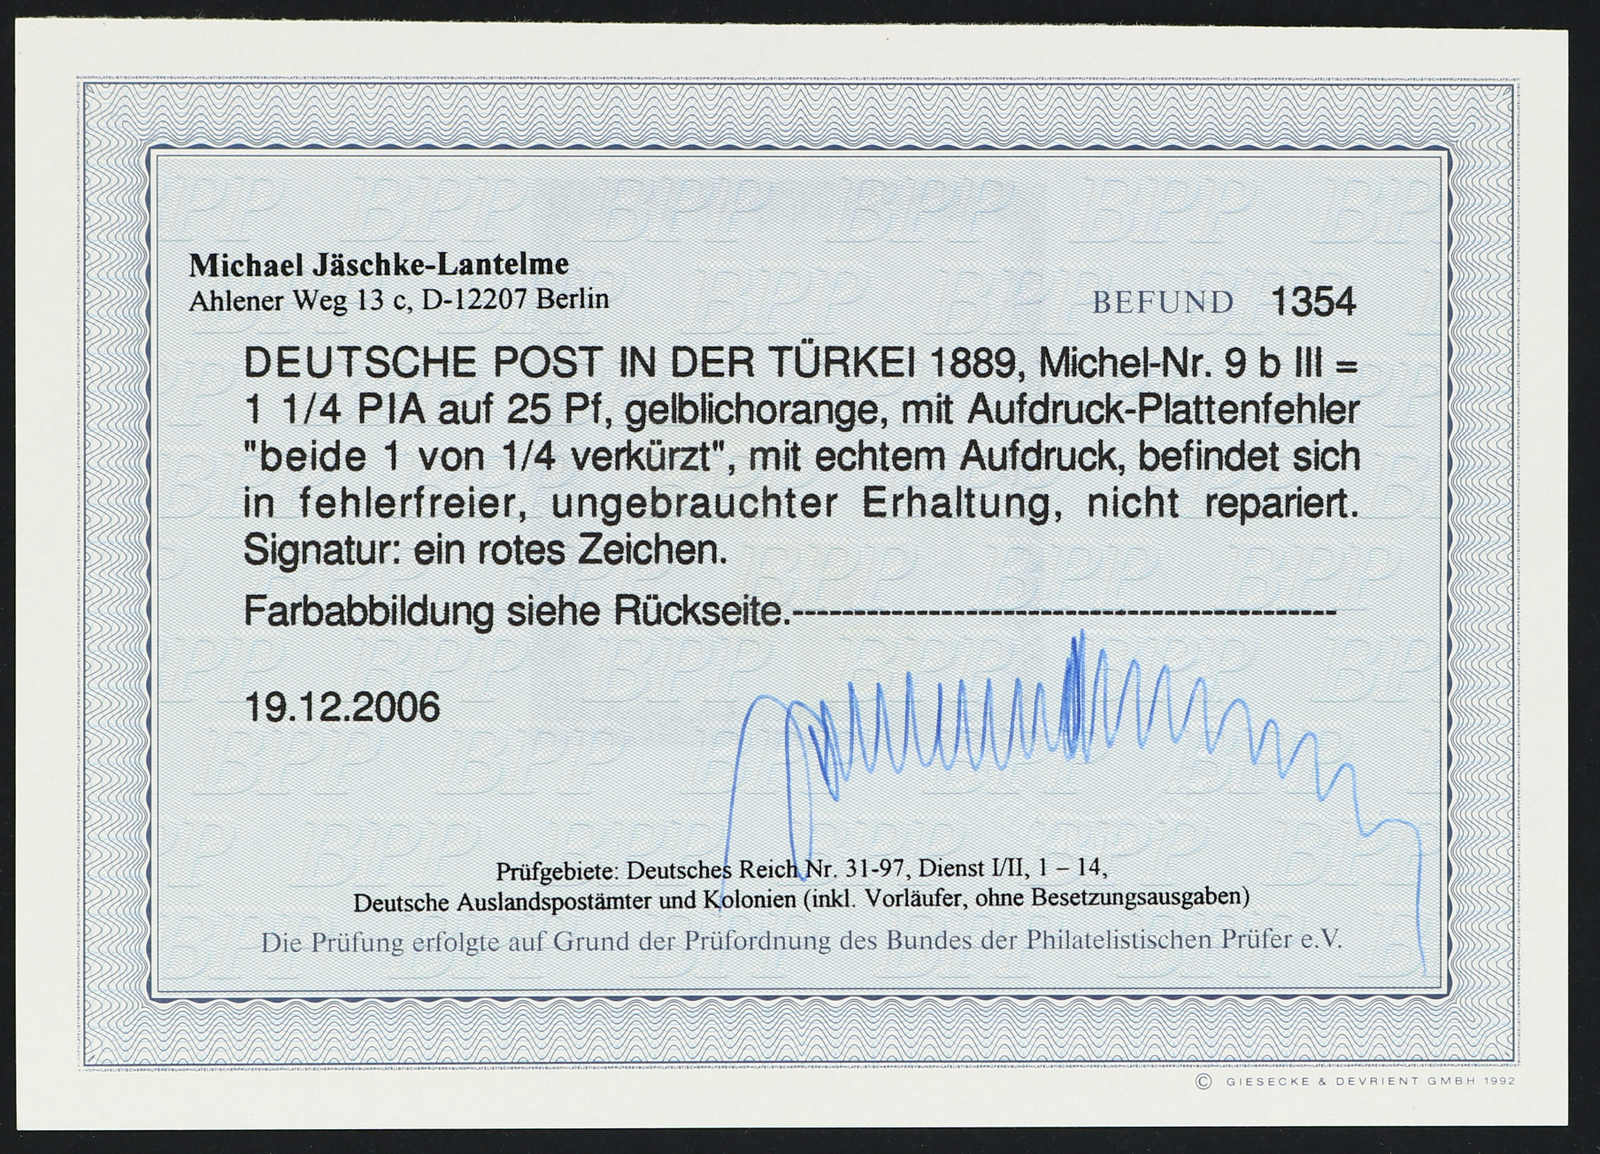 Michael Jäschke-Lantelme
Ahlener Weg 13 c, D-12207 Berlin
BEFUND 1354
DEUTSCHE POST IN DER TÜRKEI 1889, Michel-Nr. 9 b III =
1 1/4 PIA auf 25 Pf, gelblichorange, mit Aufdruck-Plattenfehler
"beide 1 von 1/4 verkürzt", mit echtem Aufdruck, befindet sich
in fehlerfreier, ungebrauchter Erhaltung, nicht repariert.
Signatur: ein rotes Zeichen.
Farbabbildung siehe Rückseite.--------------------------------------------
19.12.2006
Prüfgebiete: Deutsches Reich Nr. 31-97, Dienst I/II, 1 – 14,
Deutsche Auslandspostämter und Kolonien (inkl. Vorläufer, ohne Besetzungsausgaben)
Die Prüfung erfolgte auf Grund der Prüfordnung des Bundes der Philatelistischen Prüfer e.V.
© GIESECKE & DEVRIENT GMBH 1992